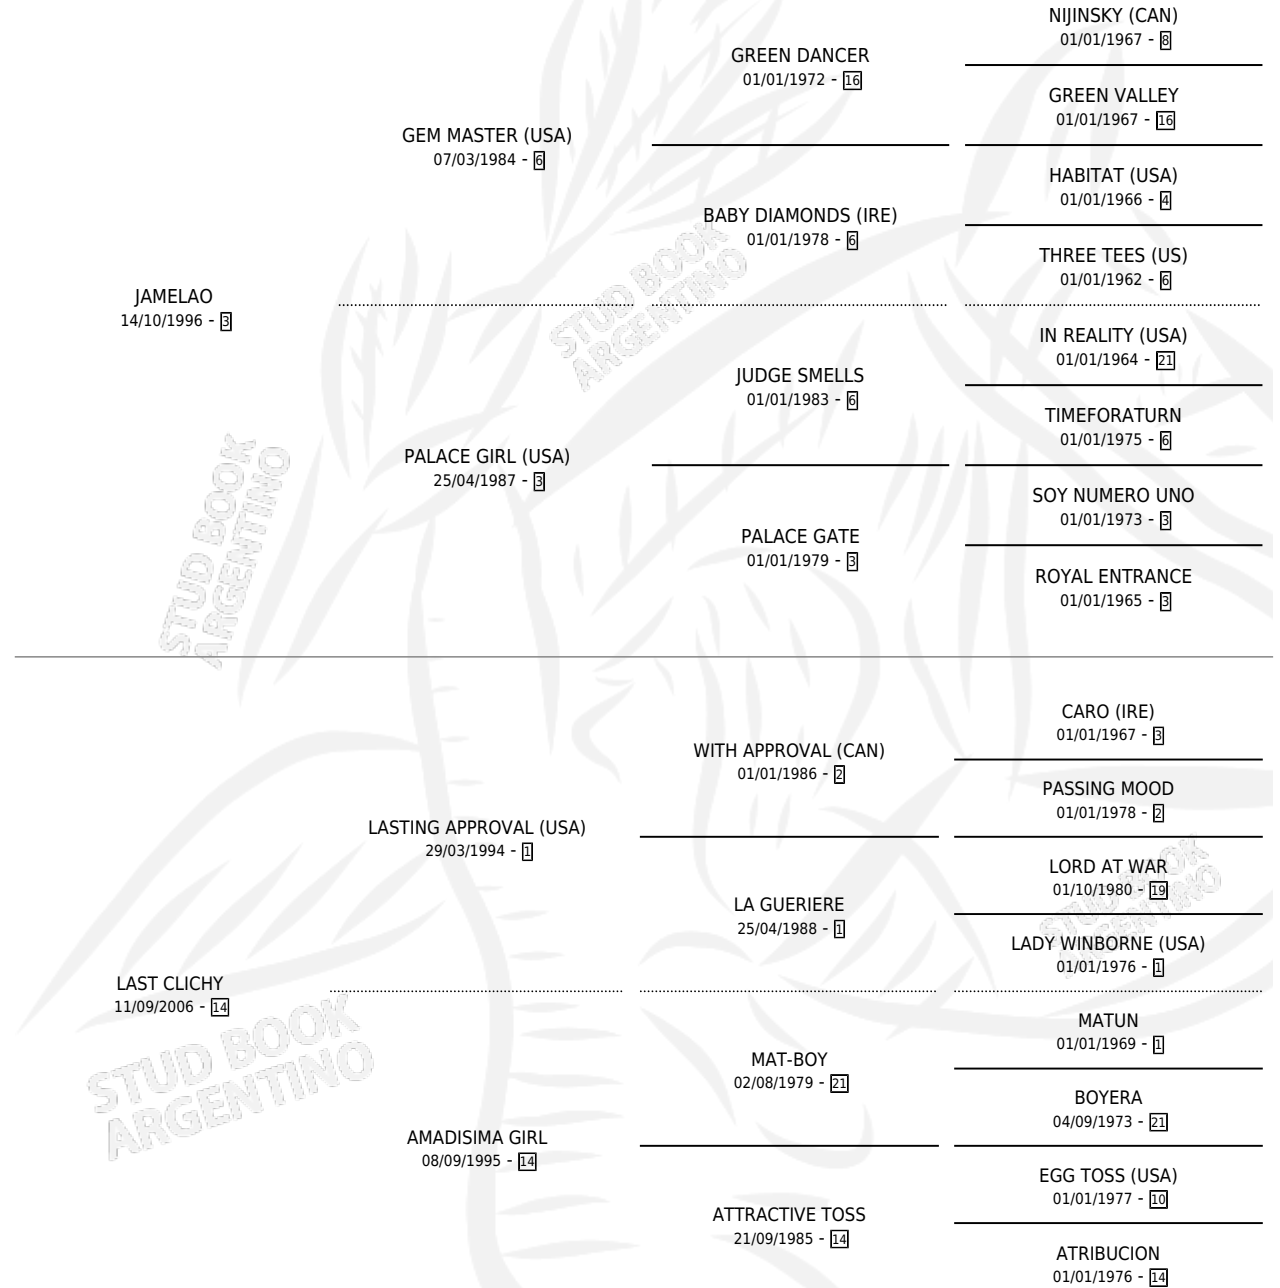 NIJINSKY (CAN)
01/01/1967 - 8
GREEN DANCER
01/01/1972 - 16
GREEN VALLEY
01/01/1967 - 16
GEM MASTER (USA)
07/03/1984 - 6
HABITAT (USA)
01/01/1966 - 4
BABY DIAMONDS (IRE)
01/01/1978 - 6
THREE TEES (US)
01/01/1962 - 6
JAMELAO
14/10/1996 - 3
IN REALITY (USA)
01/01/1964 - 21
JUDGE SMELLS
01/01/1983 - 6
TIMEFORATURN
01/01/1975 - 6
PALACE GIRL (USA)
25/04/1987 - 3
SOY NUMERO UNO
01/01/1973 - 3
PALACE GATE
01/01/1979 - 3
ROYAL ENTRANCE
01/01/1965 - 3
CARO (IRE)
01/01/1967 - 3
WITH APPROVAL (CAN)
01/01/1986 - 2
PASSING MOOD
01/01/1978 - 2
LASTING APPROVAL (USA)
29/03/1994 - 1
LORD AT WAR
01/10/1980 - 19
LA GUERIERE
25/04/1988 - 1
LADY WINBORNE (USA)
01/01/1976 - 1
LAST CLICHY
11/09/2006 - 14
MATUN
01/01/1969 - 1
MAT-BOY
02/08/1979 - 21
BOYERA
04/09/1973 - 21
AMADISIMA GIRL
08/09/1995 - 14
EGG TOSS (USA)
01/01/1977 - 10
ATTRACTIVE TOSS
21/09/1985 - 14
ATRIBUCION
01/01/1976 - 14
STUD BOOK
ARGENTINO
STUD BOOK
ARGENTINO
STUD BOOK
ARGENTINO
STUD BOOK
ARGENTINO